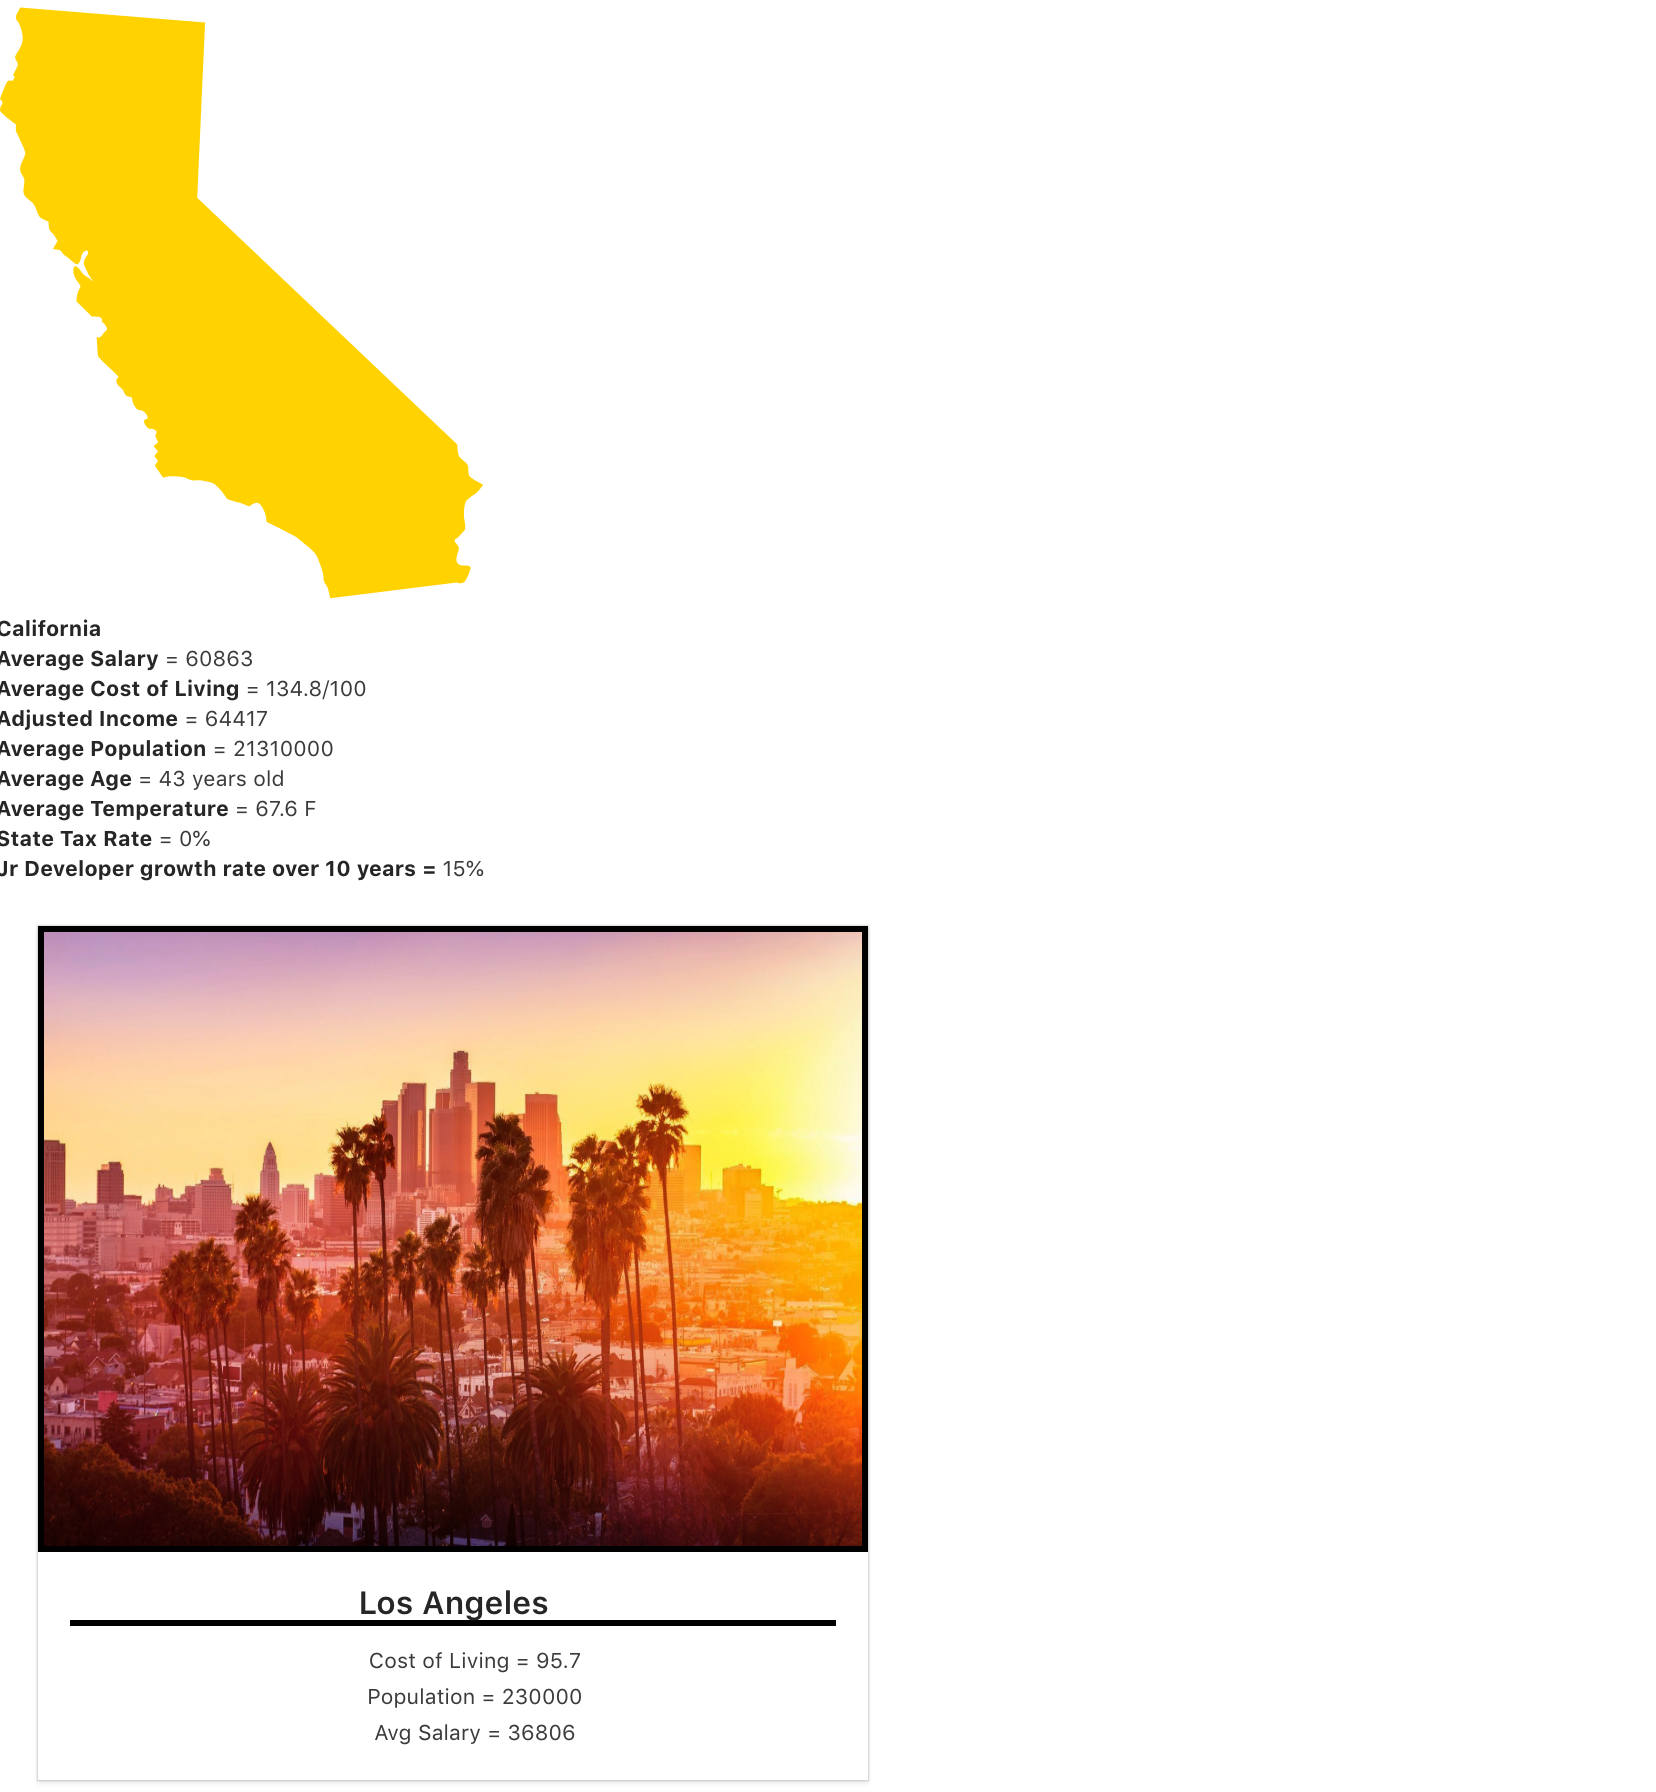 California
Average Salary = 60863
Average Cost of Living = 134.8/100
Adjusted Income = 64417
Average Population = 21310000
Average Age = 43 years old
Average Temperature = 67.6 F
State Tax Rate = 0%
Jr Developer growth rate over 10 years = 15%
Los Angeles
Cost of Living = 95.7
Population = 230000
Avg Salary = 36806